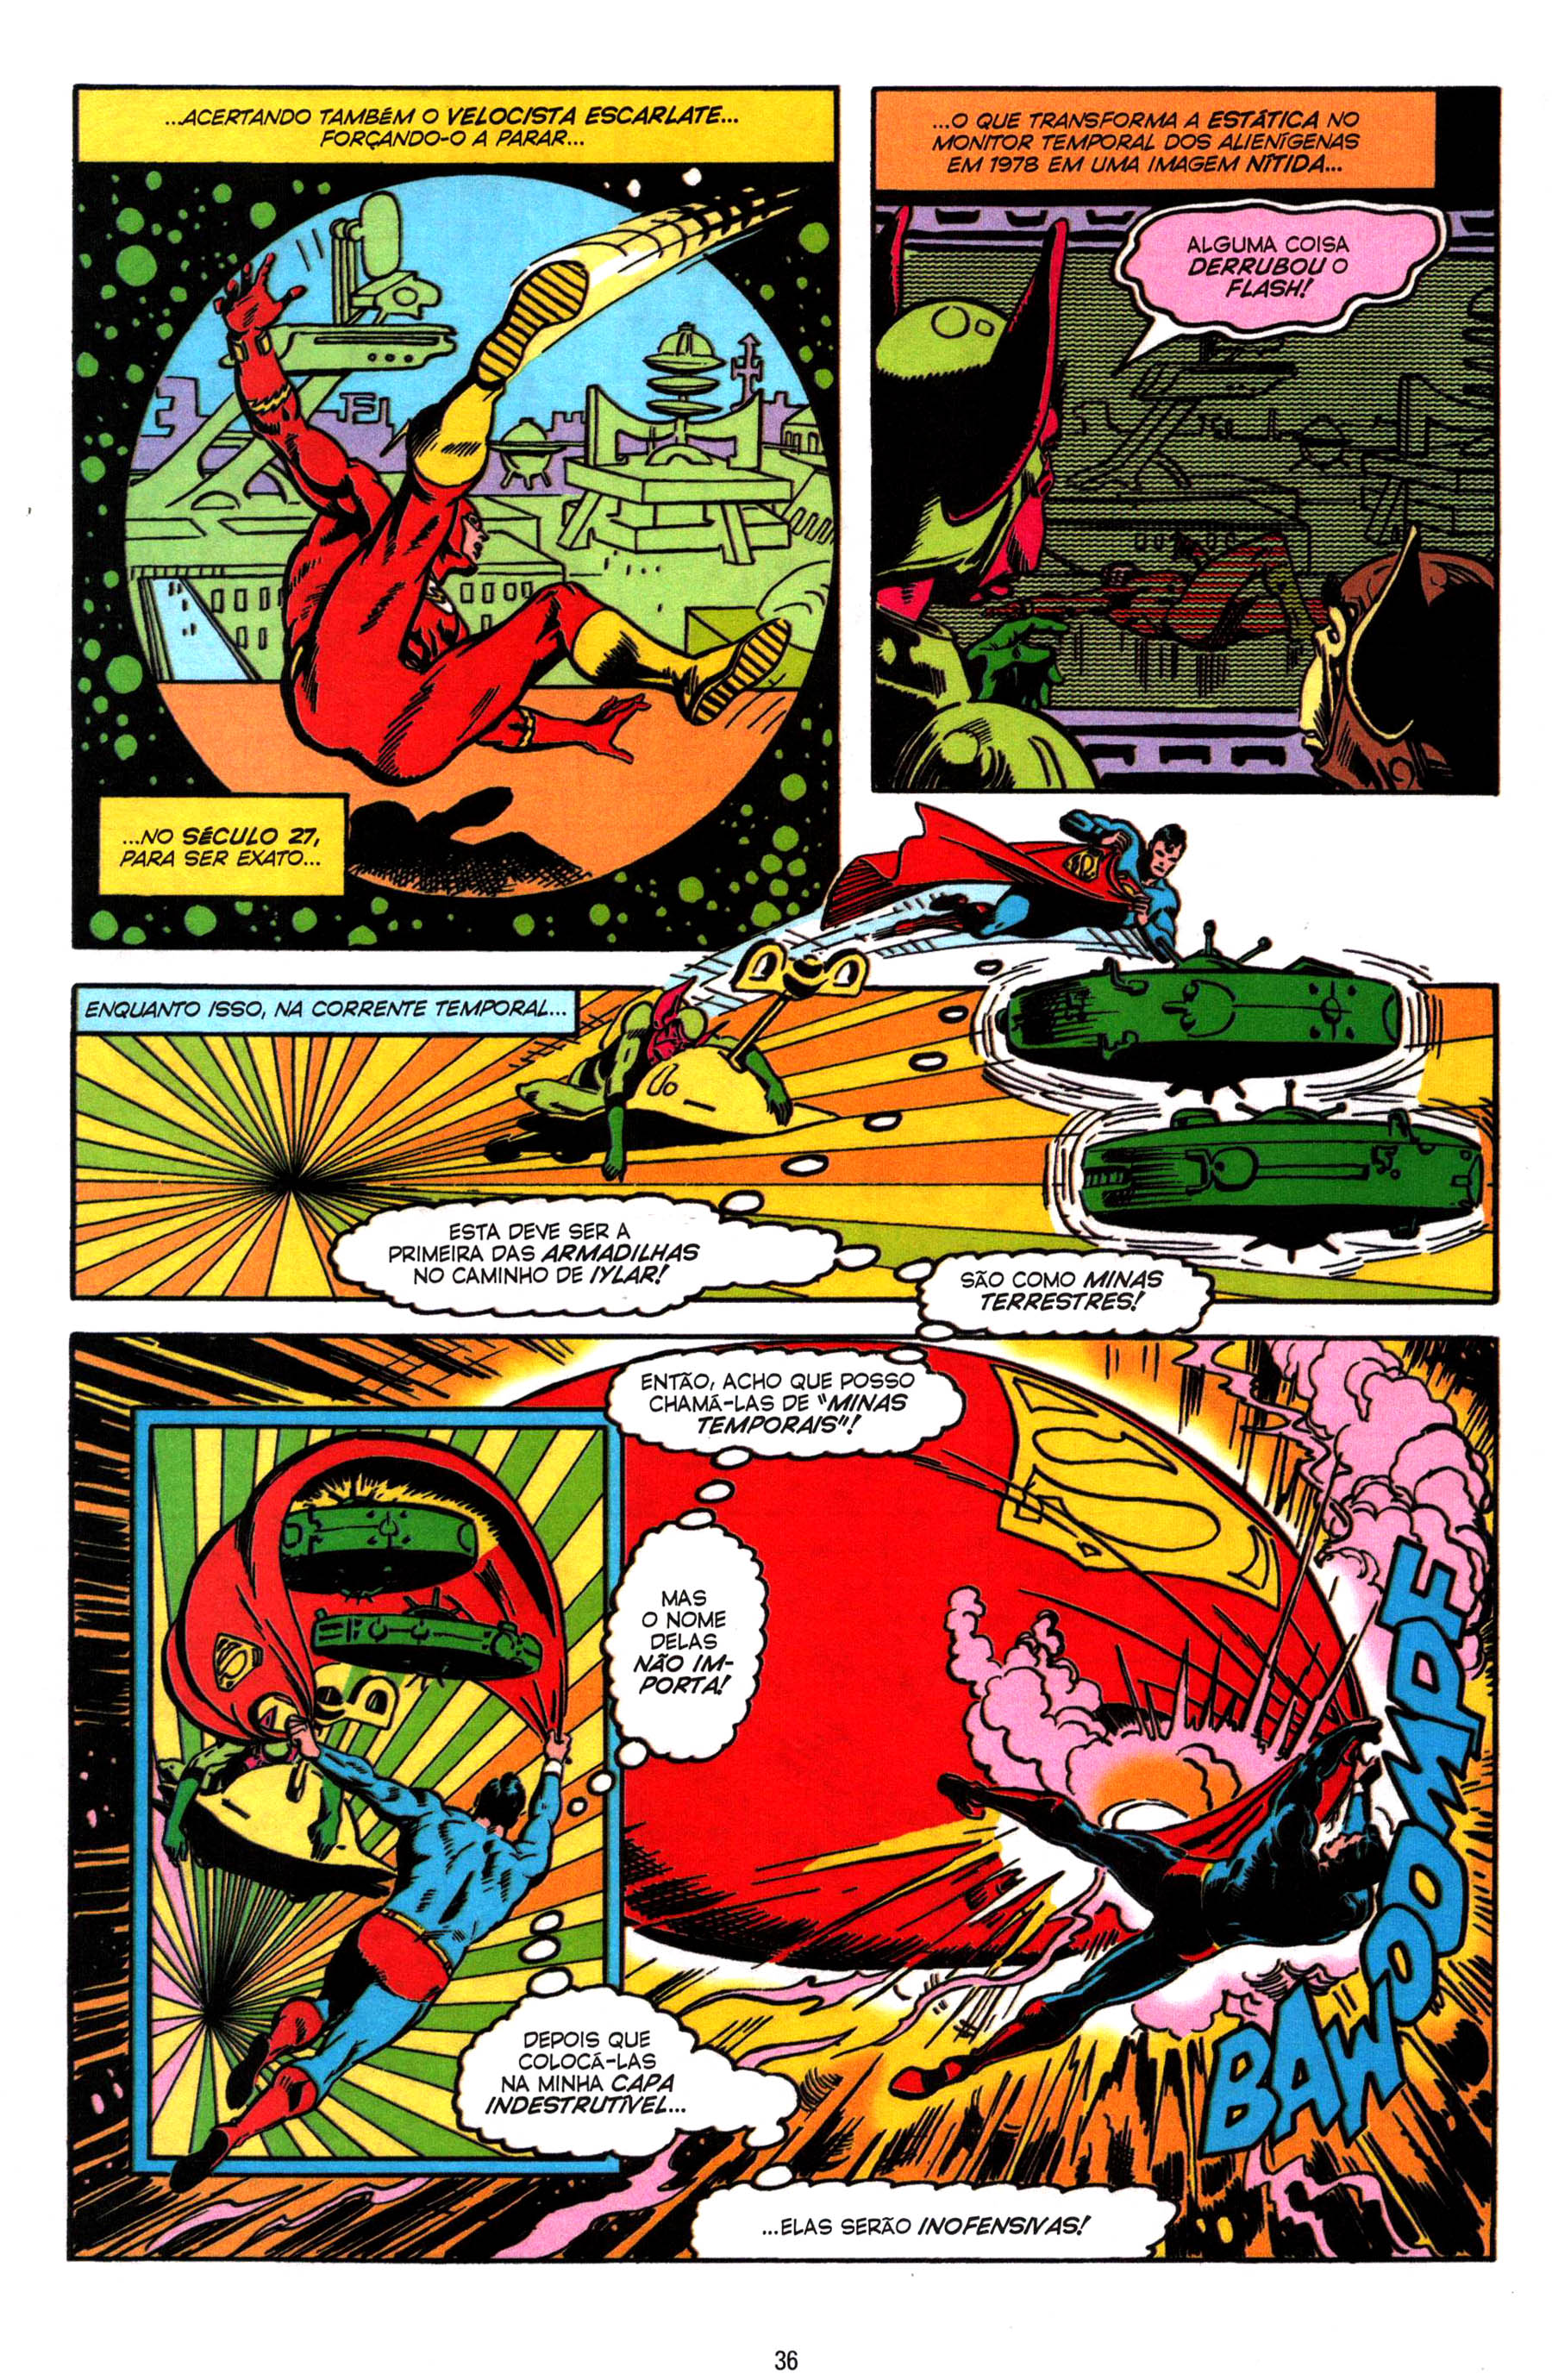 ...ACERTANDO TAMBÉM O VELOCISTA ESCARLATE...
FORÇANDO-O A PARAR...
...NO SÉCULO 27,
PARA SER EXATO...
...O QUE TRANSFORMA A ESTÁTICA NO
MONITOR TEMPORAL DOS ALIENÍGENAS
EM 1978 EM UMA IMAGEM NÍTIDA...
ALGUMA COISA
DERRUBOU O
FLASH!
ENQUANTO ISSO, NA CORRENTE TEMPORAL...
ESTA DEVE SER A
PRIMEIRA DAS ARMADILHAS
NO CAMINHO DE IYLAR!
SÃO COMO MINAS
TERRESTRES!
ENTÃO, ACHO QUE POSSO
CHAMÁ-LAS DE "MINAS
TEMPORAIS"!
MAS
O NOME
DELAS
NÃO IM-
PORTA!
DEPOIS QUE
COLOCÁ-LAS
NA MINHA CAPA
INDESTRUTÍVEL...
...ELAS SERÃO INOFENSIVAS!
BAWOOMPF
36